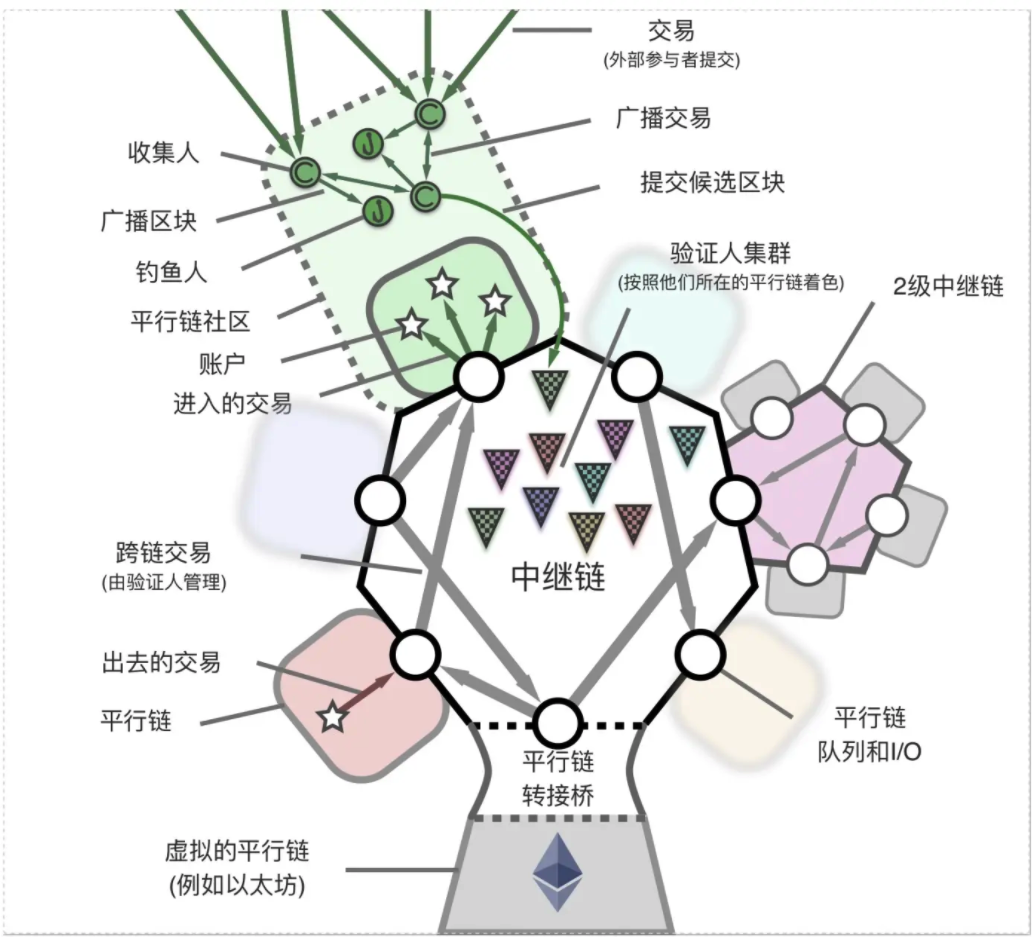 交易
(外部参与者提交)
广播交易
收集人
提交候选区块
广播区块
验证人集群
(按照他们所在的平行链着色)
钓鱼人
2级中继链
平行链社区
账户
进入的交易
C
J
C
C
J
跨链交易
(由验证人管理)
中继链
出去的交易
平行链
平行链
队列和I/O
平行链
转接桥
虚拟的平行链
(例如以太坊)